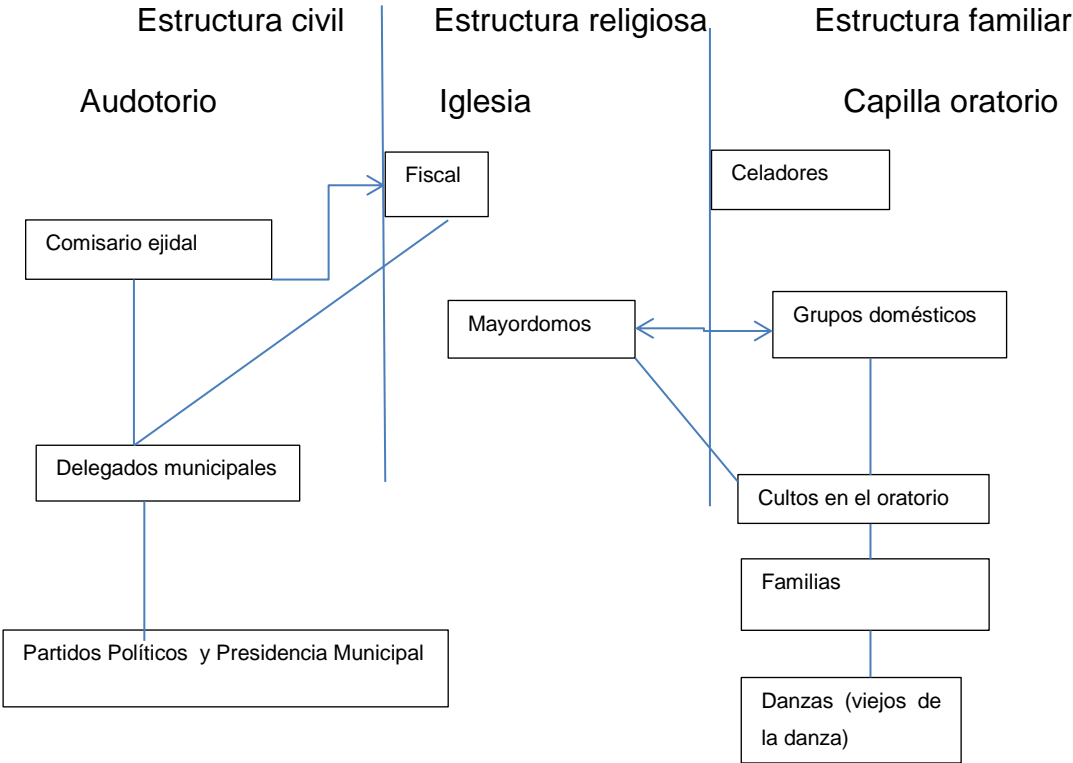 Estructura civil
Estructura religiosa
Estructura familiar
Audotorio
Iglesia
Capilla oratorio
Fiscal
Celadores
Comisario ejidal
Mayordomos
Grupos domésticos
Delegados municipales
Cultos en el oratorio
Familias
Partidos Políticos y Presidencia Municipal
Danzas (viejos de
la danza)